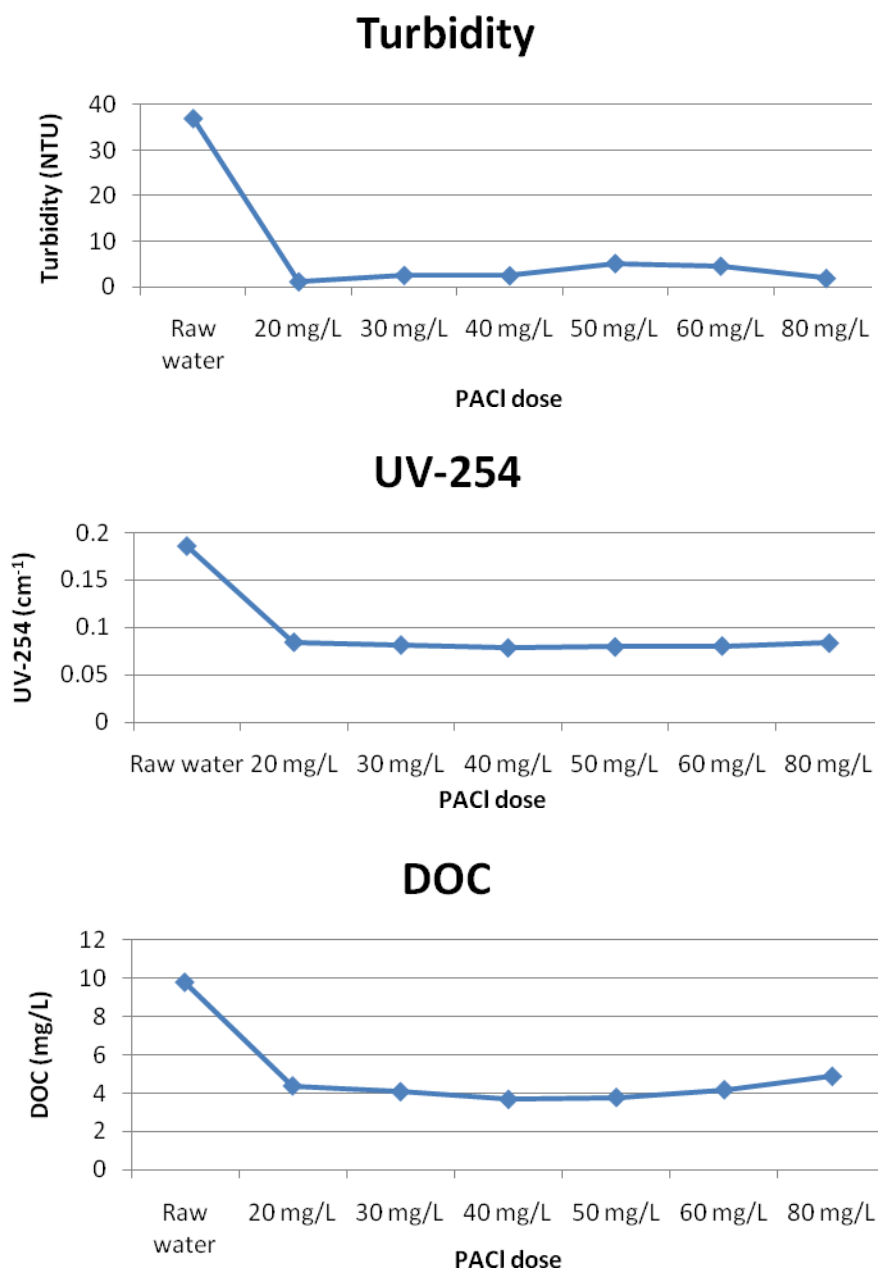 Turbidity
Turbidity (NTU)
40
30
20
10
0
Raw water 20 mg/L 30 mg/L 40 mg/L 50 mg/L 60 mg/L 80 mg/L
PACl dose
UV-254
UV-254 (cm⁻¹)
0.2
0.15
0.1
0.05
0
Raw water 20 mg/L 30 mg/L 40 mg/L 50 mg/L 60 mg/L 80 mg/L
PACl dose
DOC
DOC (mg/L)
12
10
8
6
4
2
0
Raw water 20 mg/L 30 mg/L 40 mg/L 50 mg/L 60 mg/L 80 mg/L
PACl dose